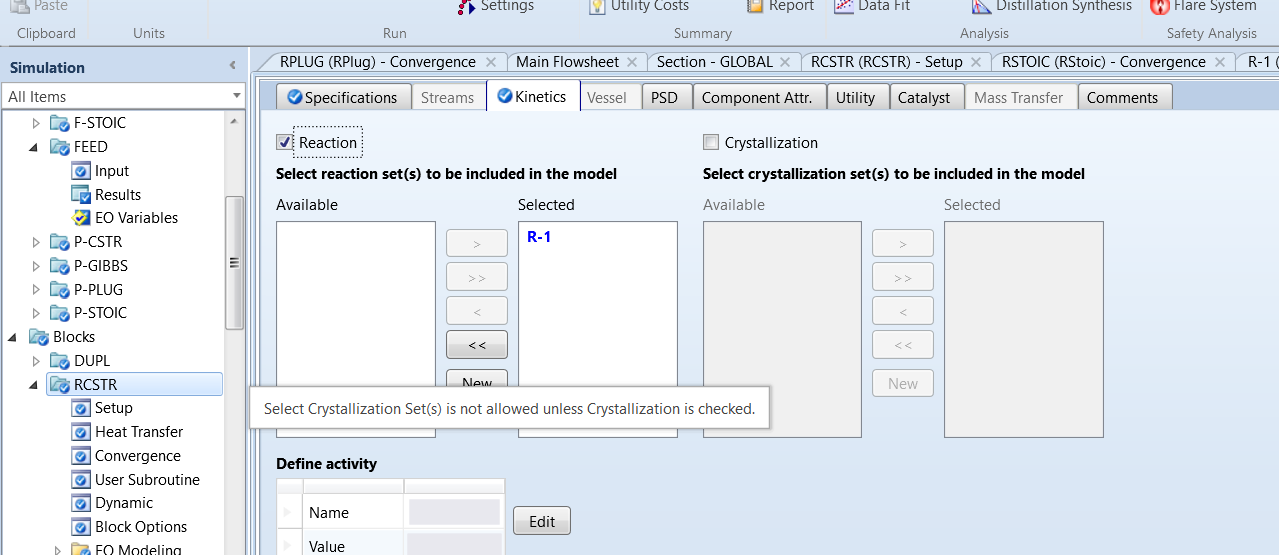 Paste Settings Utility Costs Report Data Fit Distillation Synthesis Flare System
Clipboard Units Run Summary Analysis Safety Analysis
Simulation <
RPLUG (RPlug) - Convergence × Main Flowsheet × Section - GLOBAL × RCSTR (RCSTR) - Setup × RSTOIC (RStoic) - Convergence × R-1 (
All Items
Specifications Streams Kinetics Vessel PSD Component Attr. Utility Catalyst Mass Transfer Comments
F-STOIC
FEED
Input
Results
EO Variables
P-CSTR
P-GIBBS
P-PLUG
P-STOIC
Blocks
DUPL
RCSTR
Setup
Heat Transfer
Convergence
User Subroutine
Dynamic
Block Options
EO Modeling
Reaction
Select reaction set(s) to be included in the model
Available Selected
R-1
>
>>
<
<<
New
Crystallization
Select crystallization set(s) to be included in the model
Available Selected
>
>>
<
<<
New
Select Crystallization Set(s) is not allowed unless Crystallization is checked.
Define activity
Name
Edit
Value